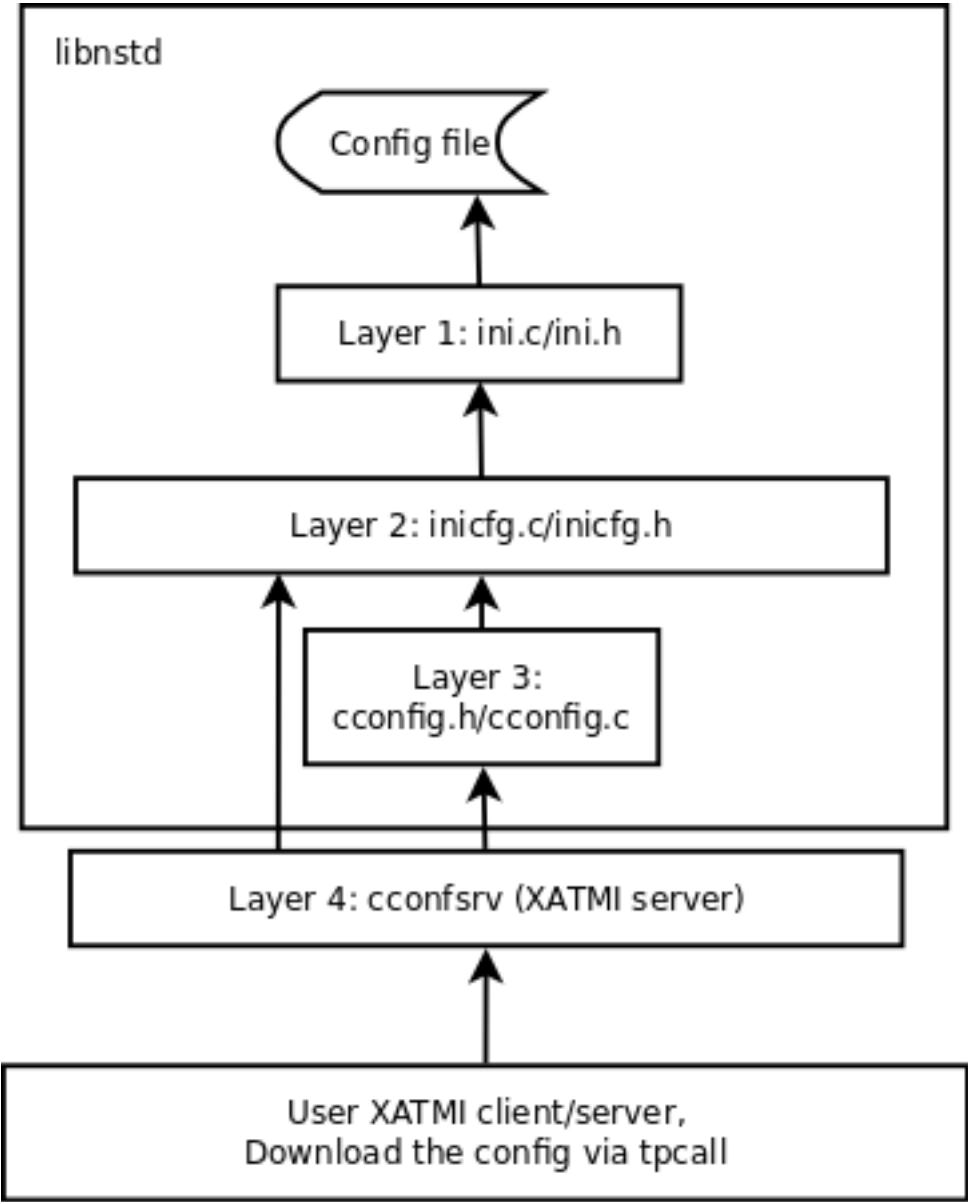 libnstd
Config file
Layer 1: ini.c/ini.h
Layer 2: inicfg.c/inicfg.h
Layer 3:
cconfig.h/cconfig.c
Layer 4: cconfsrv (XATMI server)
User XATMI client/server,
Download the config via tpcall